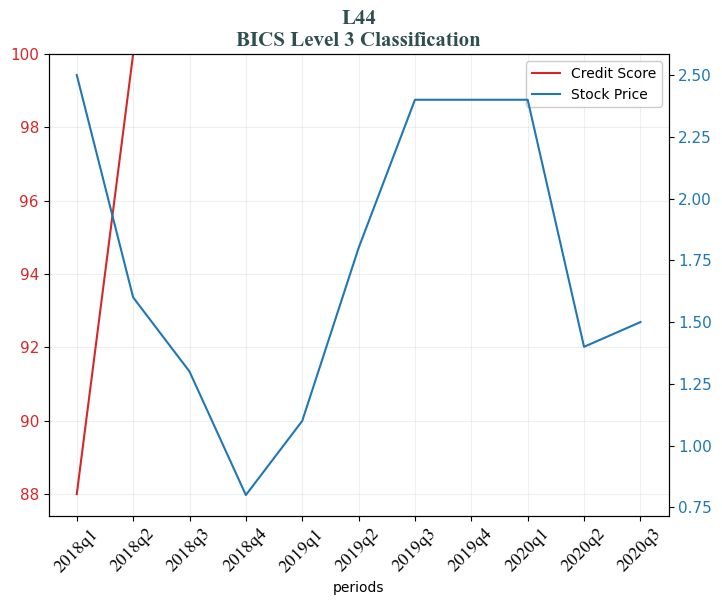 L44
BICS Level 3 Classification
100
98
96
94
92
90
88
Credit Score
Stock Price
2.50
2.25
2.00
1.75
1.50
1.25
1.00
0.75
2018q1
2018q2
2018q3
2018q4
2019q1
2019q2
2019q3
2019q4
2020q1
2020q2
2020q3
periods